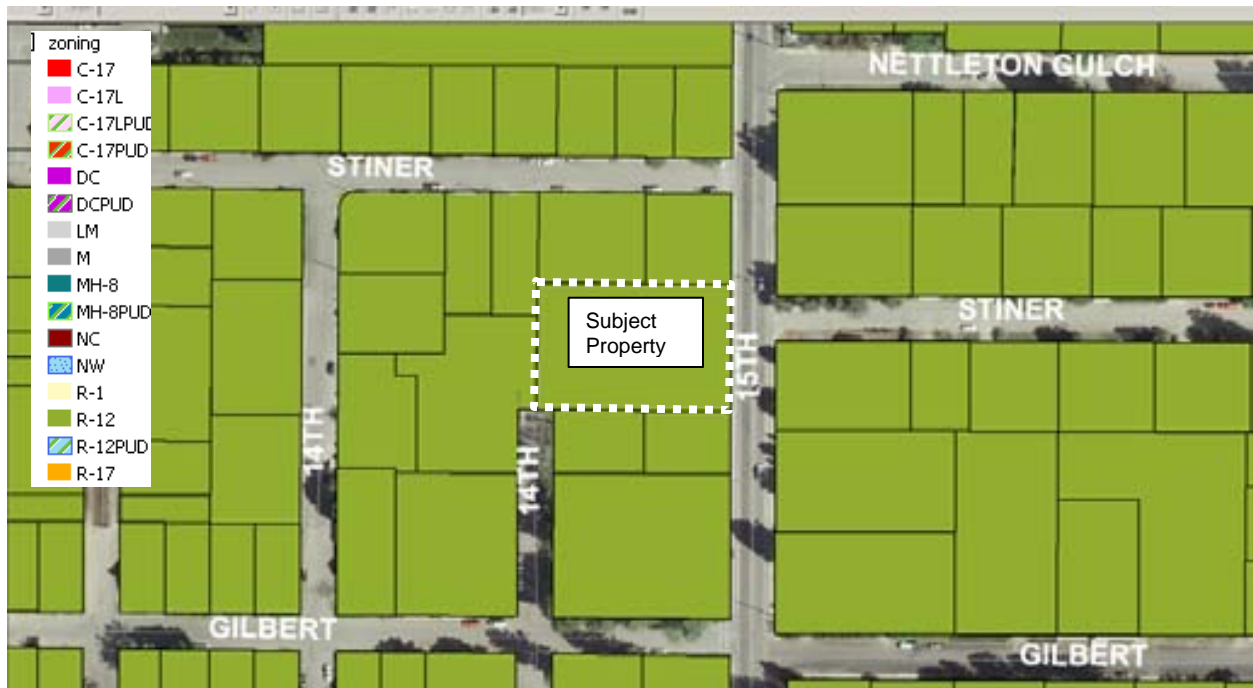 zoning
C-17
C-17L
C-17LPUD
C-17PUD
DC
DCPUD
LM
M
MH-8
MH-8PUD
NC
NW
R-1
R-12
R-12PUD
R-17
NETTLETON GULCH
STINER
STINER
Subject
Property
15TH
14TH
14TH
GILBERT
GILBERT